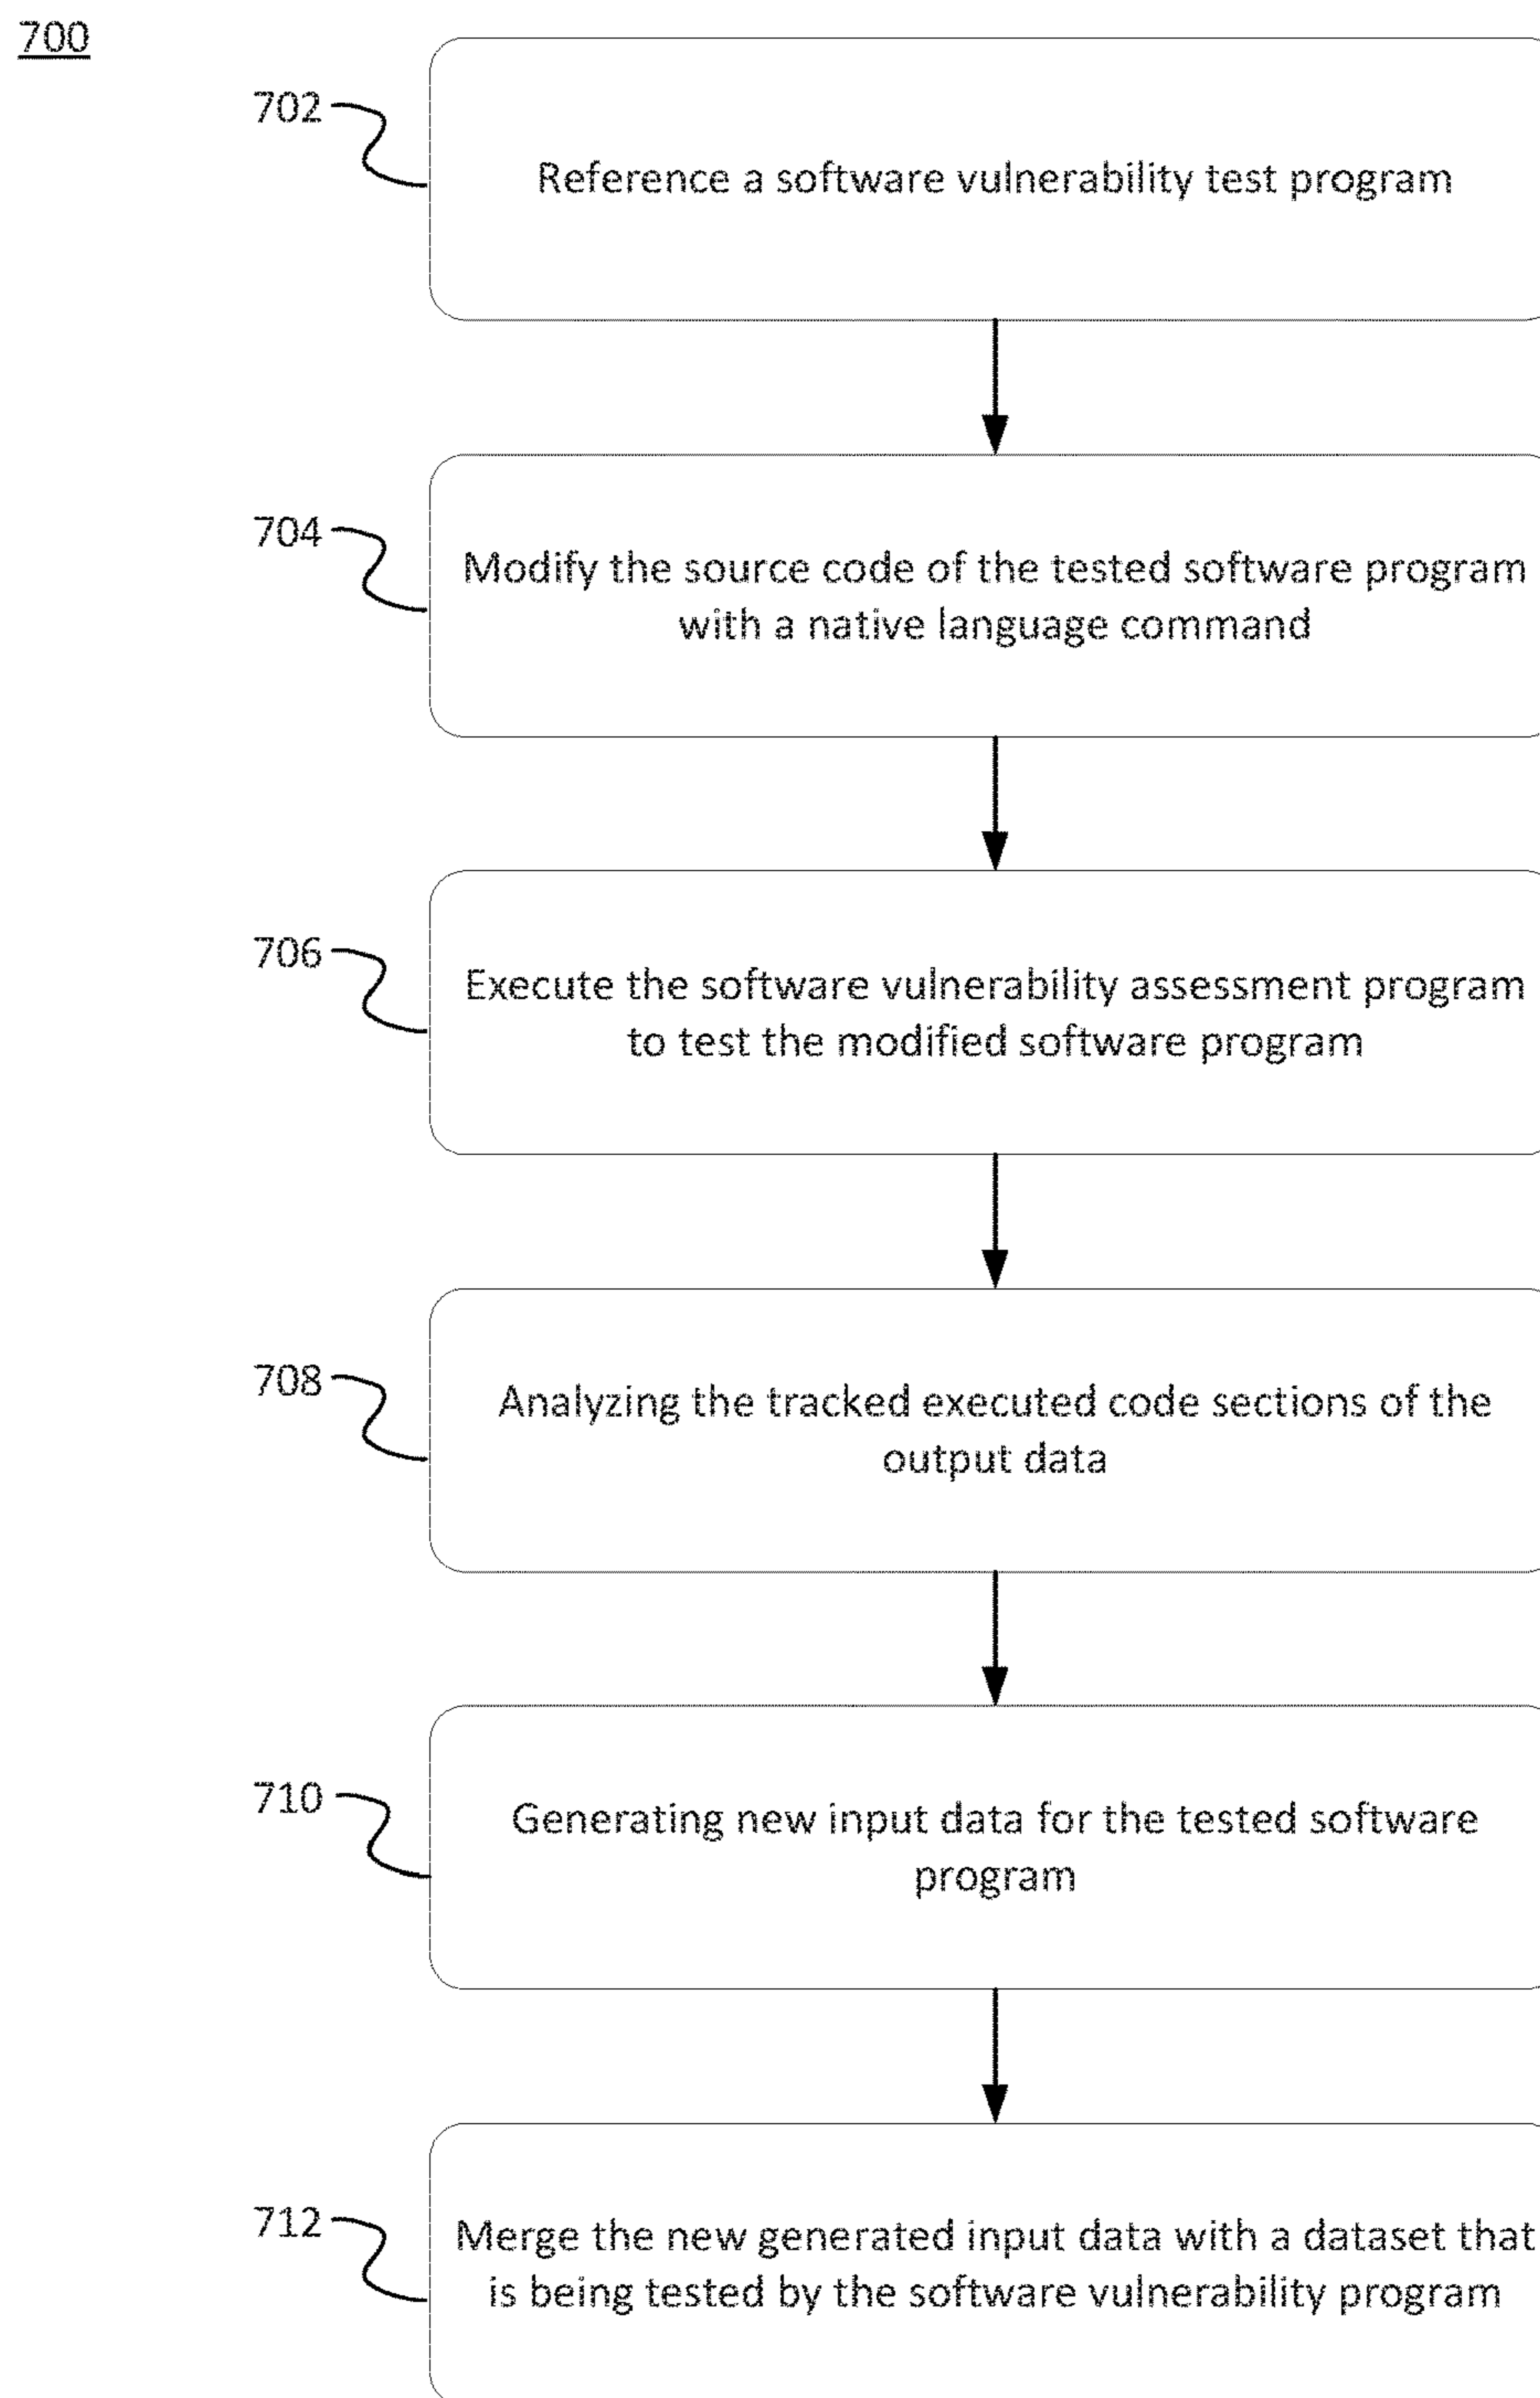 700
702
Reference a software vulnerability test program
704
Modify the source code of the tested software program
with a native language command
706
Execute the software vulnerability assessment program
to test the modified software program
708
Analyzing the tracked executed code sections of the
output data
710
Generating new input data for the tested software
program
712
Merge the new generated input data with a dataset that
is being tested by the software vulnerability program